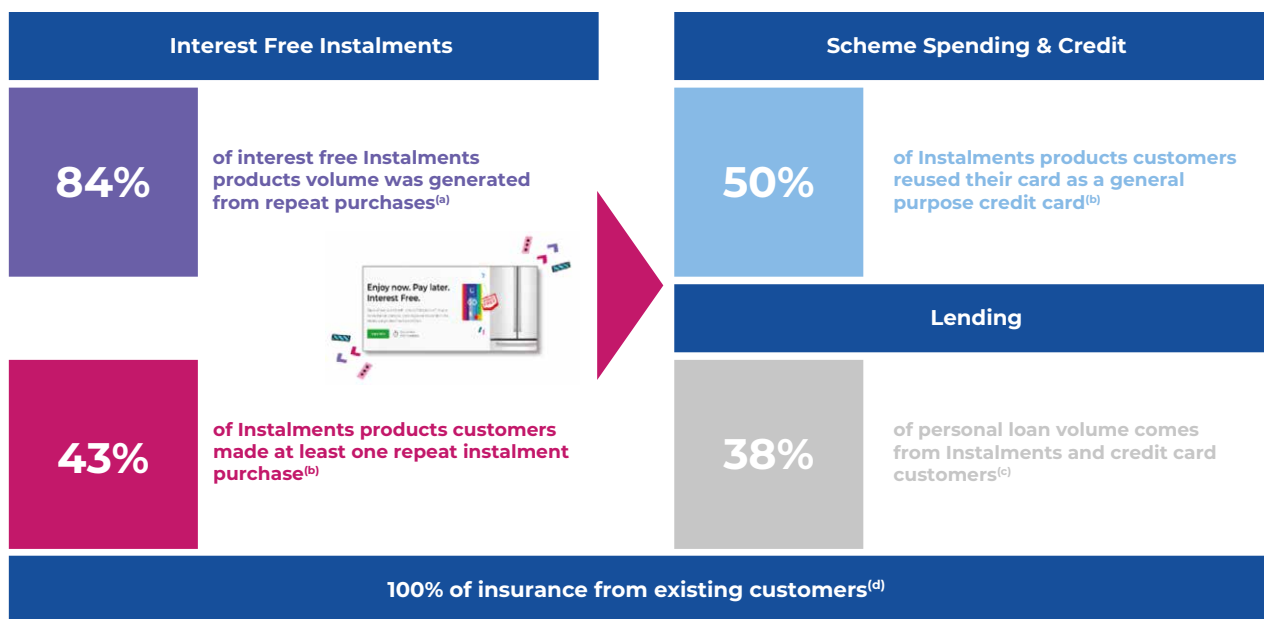 Interest Free Instalments
84%
of interest free Instalments
products volume was generated
from repeat purchases(a)
Enjoy now. Pay later.
Interest Free.
43%
of Instalments products customers
made at least one repeat instalment
purchase(b)
Scheme Spending & Credit
50%
of Instalments products customers
reused their card as a general
purpose credit card(b)
Lending
38%
of personal loan volume comes
from Instalments and credit card
customers(c)
100% of insurance from existing customers(d)